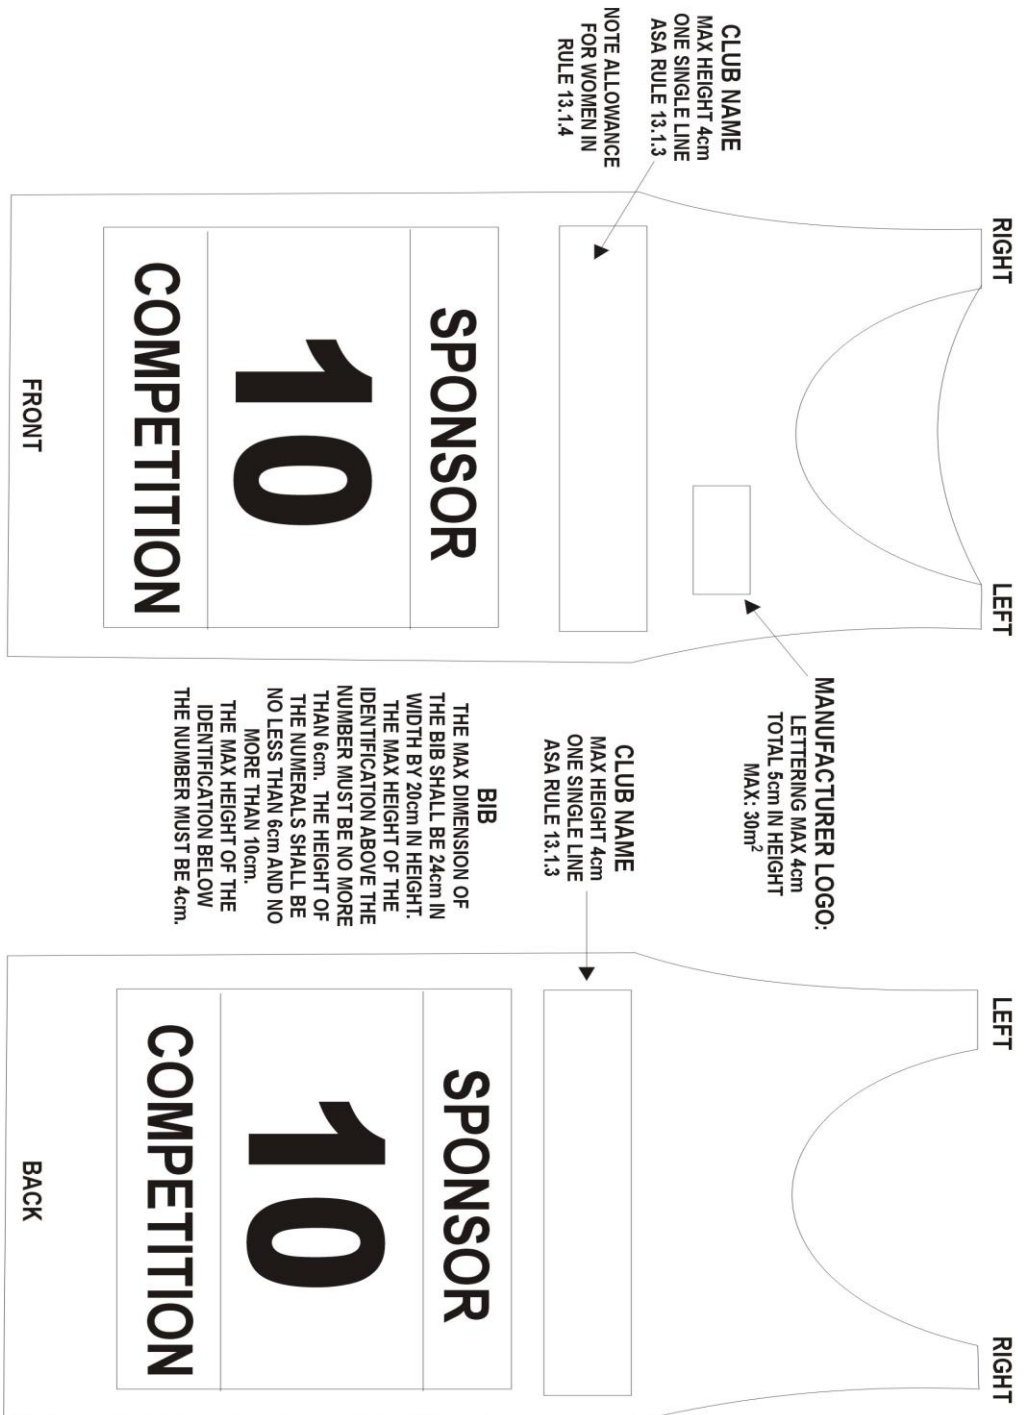 RIGHT
LEFT
CLUB NAME
MAX HEIGHT 4cm
ONE SINGLE LINE
ASA RULE 13.1.3
NOTE ALLOWANCE
FOR WOMEN IN
RULE 13.1.4
SPONSOR
10
COMPETITION
FRONT
MANUFACTURER LOGO:
LETTERING MAX 4cm
TOTAL 5cm IN HEIGHT
MAX: 30m²
CLUB NAME
MAX HEIGHT 4cm
ONE SINGLE LINE
ASA RULE 13.1.3
BIB
THE MAX DIMENSION OF
THE BIB SHALL BE 24cm IN
WIDTH BY 20cm IN HEIGHT.
THE MAX HEIGHT OF THE
IDENTIFICATION ABOVE THE
NUMBER MUST BE NO MORE
THAN 6cm. THE HEIGHT OF
THE NUMERALS SHALL BE
NO LESS THAN 6cm AND NO
MORE THAN 10cm.
THE MAX HEIGHT OF THE
IDENTIFICATION BELOW
THE NUMBER MUST BE 4cm.
LEFT
RIGHT
SPONSOR
10
COMPETITION
BACK